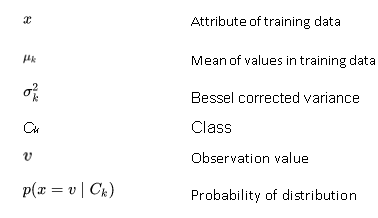 x Attribute of training data
μₖ Mean of values in training data
σ²ₖ Bessel corrected variance
Cₖ Class
v Observation value
p(x = v | Cₖ) Probability of distribution